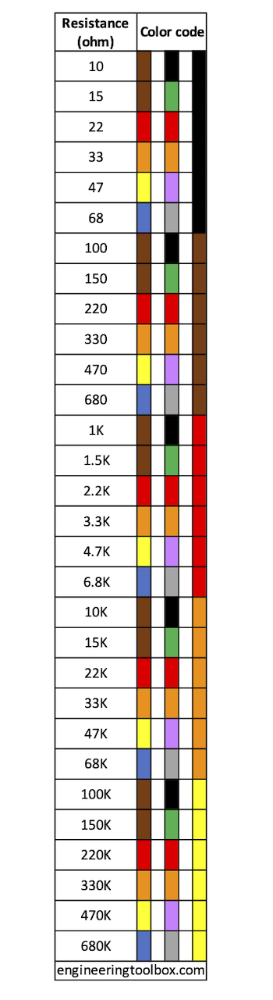 Resistance Color code
(ohm)
10
15
22
33
47
68
100
150
220
330
470
680
1K
1.5K
2.2K
3.3K
4.7K
6.8K
10K
15K
22K
33K
47K
68K
100K
150K
220K
330K
470K
680K
engineeringtoolbox.com